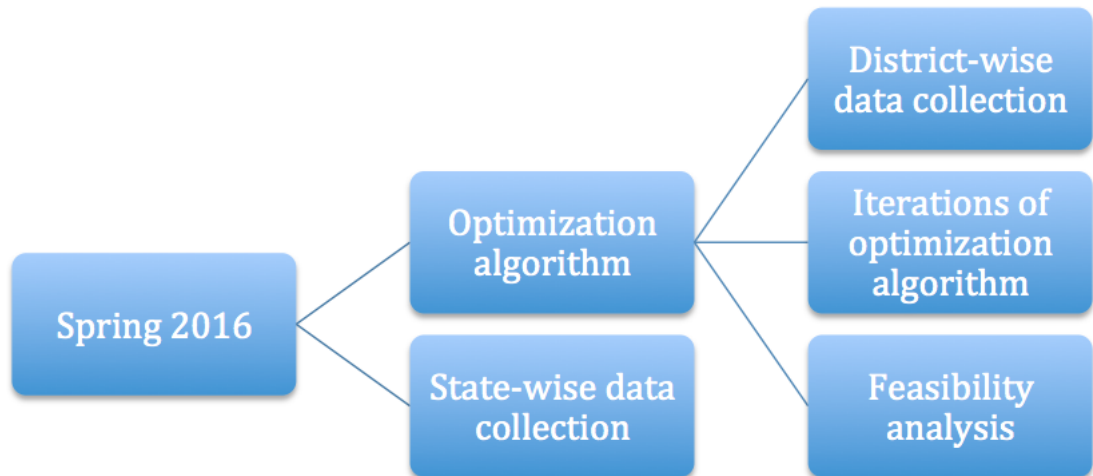 Spring 2016
Optimization
algorithm
State-wise data
collection
District-wise
data collection
Iterations of
optimization
algorithm
Feasibility
analysis